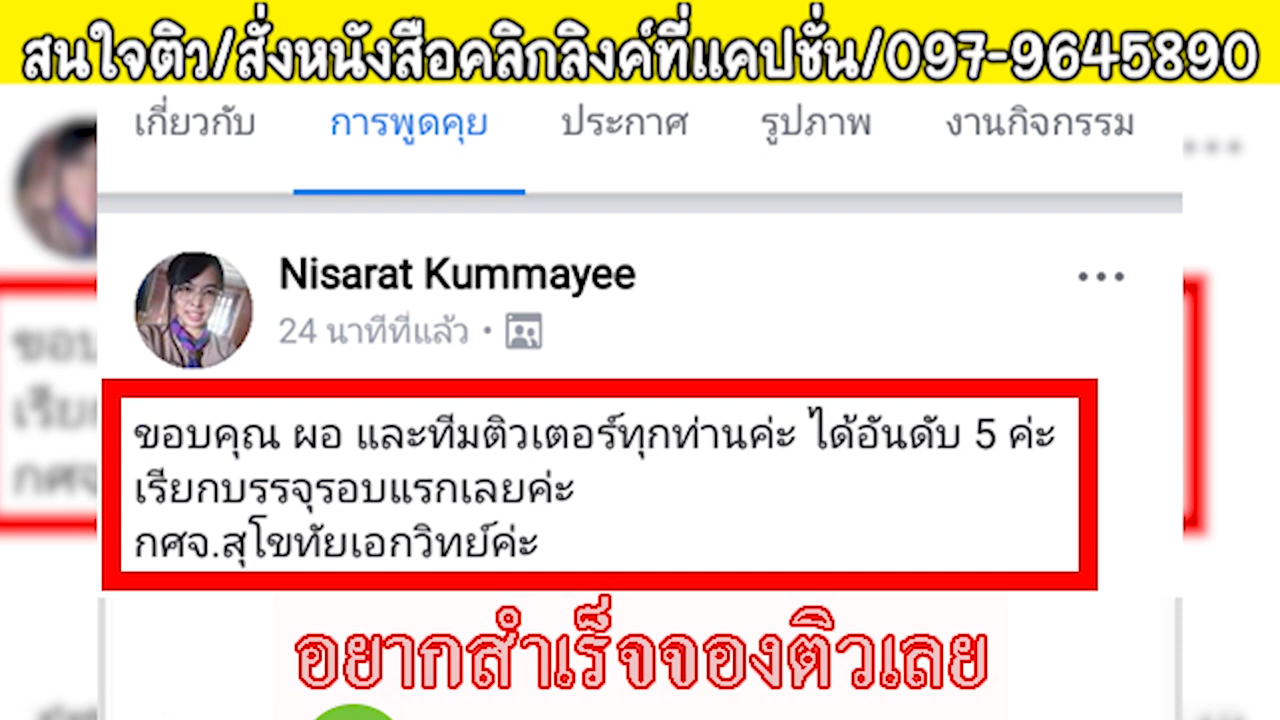 สนใจติว/สั่งหนังสือคลิกลิงค์ที่แคปชั่น/097-9645890
เกี่ยวกับ การพูดคุย ประกาศ รูปภาพ งานกิจกรรม
Nisarat Kummayee
24 นาทีที่แล้ว
ขอบคุณ ผอ และทีมติวเตอร์ทุกท่านค่ะ ได้อันดับ 5 ค่ะ
เรียกบรรจุรอบแรกเลยค่ะ
กศจ.สุโขทัยเอกวิทย์ค่ะ
อยากสำเร็จจองติวเลย